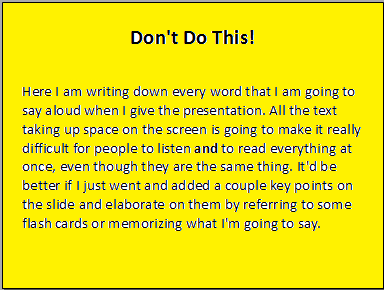 Don't Do This!
Here I am writing down every word that I am going to
say aloud when I give the presentation. All the text
taking up space on the screen is going to make it really
difficult for people to listen and to read everything at
once, even though they are the same thing. It'd be
better if I just went and added a couple key points on
the slide and elaborate on them by referring to some
flash cards or memorizing what I'm going to say.